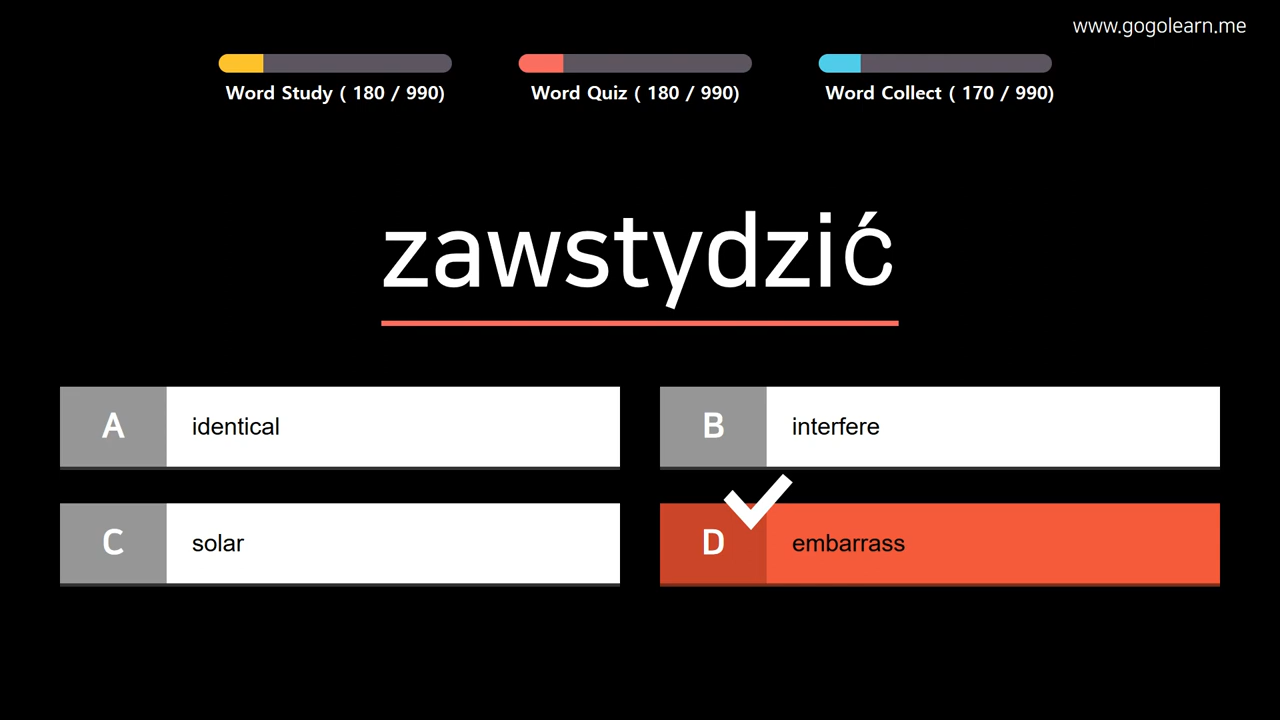 www.gogolearn.me
Word Study ( 180 / 990)
Word Quiz ( 180 / 990)
Word Collect ( 170 / 990)
zawstydzić
A identical
B interfere
C solar
D embarrass